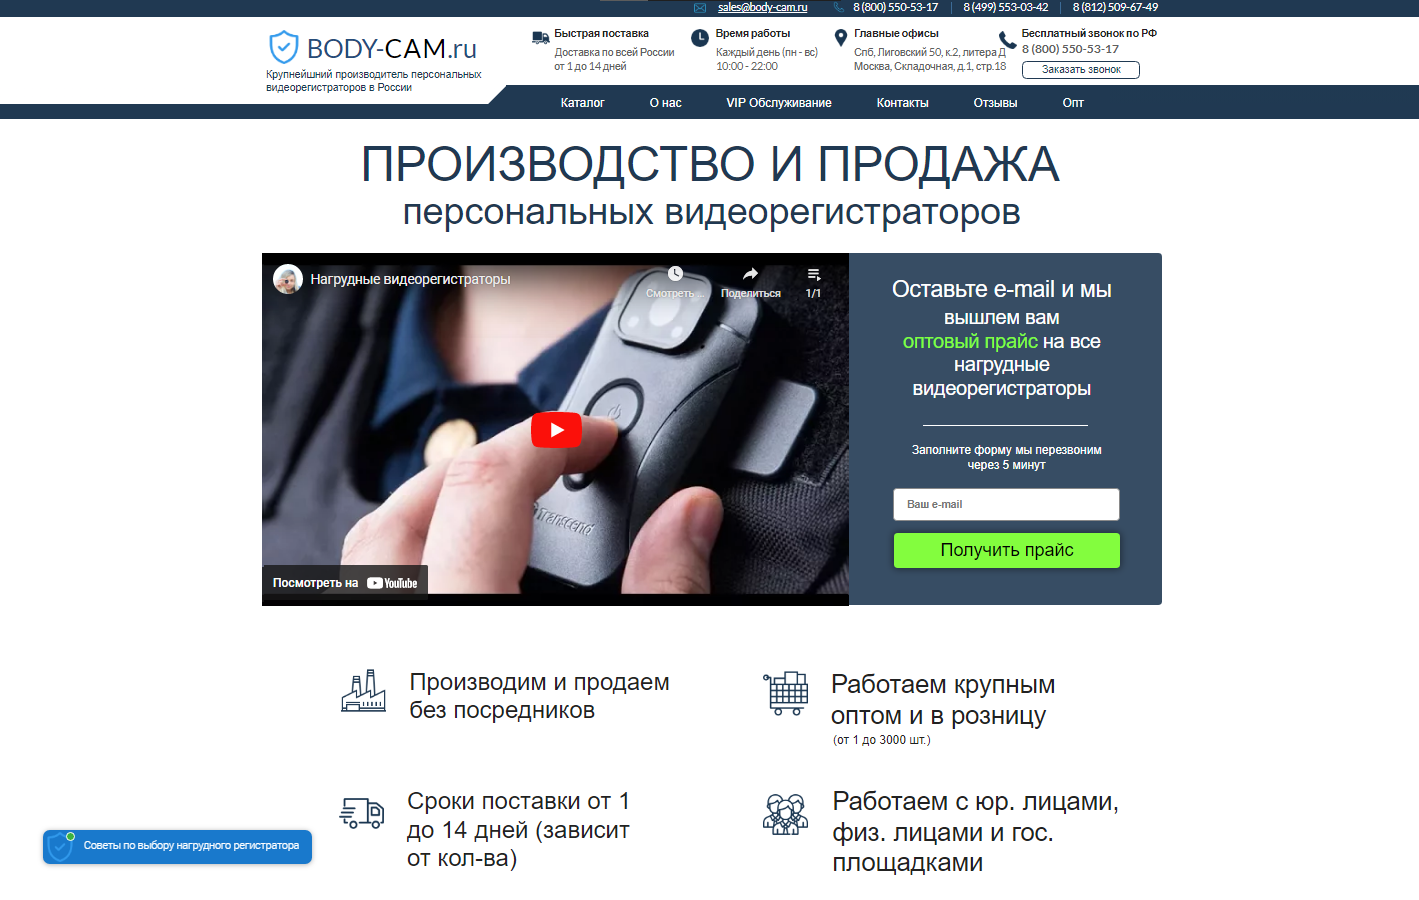 sales@body-cam.ru 8 (800) 550-53-17 8 (499) 553-03-42 8 (812) 509-67-49
BODY-CAM.ru
Крупнейшний производитель персональных
видеорегистраторов в России
Быстрая поставка
Доставка по всей России
от 1 до 14 дней
Время работы
Каждый день (пн - вс)
10:00 - 22:00
Главные офисы
Спб, Лиговский 50, к.2, литера Д
Москва, Складочная, д.1, стр.18
Бесплатный звонок по РФ
8 (800) 550-53-17
Заказать звонок
Каталог О нас VIP Обслуживание Контакты Отзывы Опт
ПРОИЗВОДСТВО И ПРОДАЖА
персональных видеорегистраторов
Нагрудные видеорегистраторы
Смотреть ...
Поделиться
1/1
Transcend
Посмотреть на YouTube
Оставьте e-mail и мы
вышлем вам
оптовый прайс на все
нагрудные
видеорегистраторы
Заполните форму мы перезвоним
через 5 минут
Ваш e-mail
Получить прайс
Производим и продаем
без посредников
Работаем крупным
оптом и в розницу
(от 1 до 3000 шт.)
Сроки поставки от 1
до 14 дней (зависит
от кол-ва)
Работаем с юр. лицами,
физ. лицами и гос.
площадками
Советы по выбору нагрудного регистратора